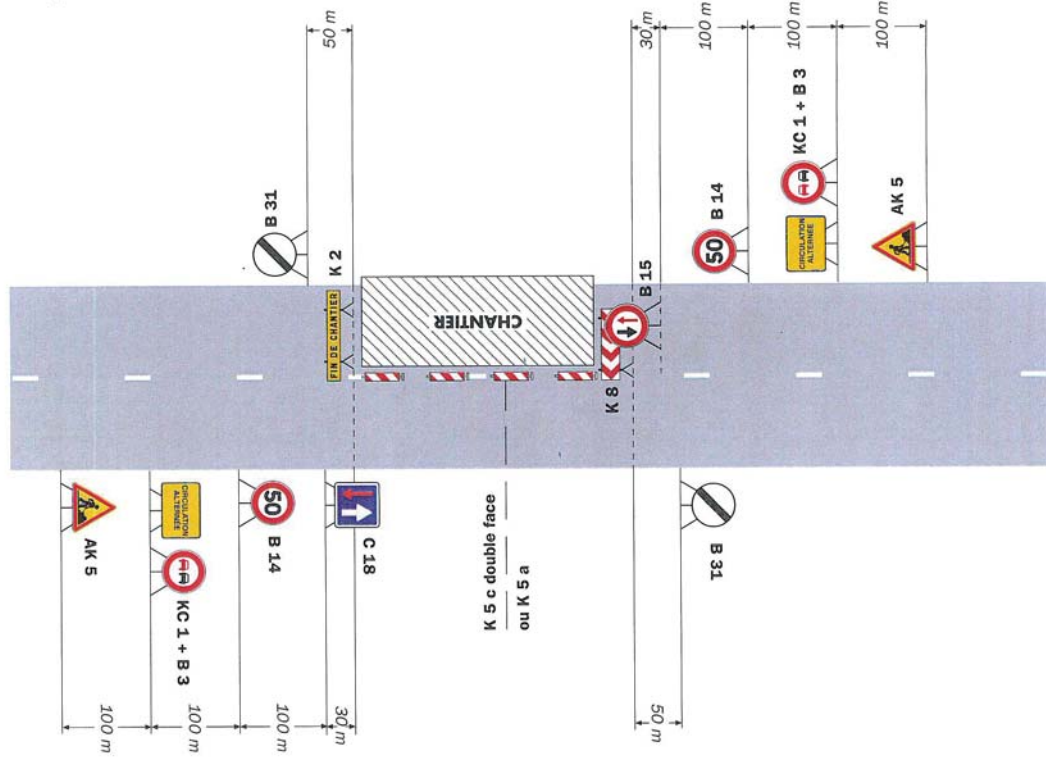 50 m
30 m
100 m
100 m
100 m
B 31
K 2
FIN DE CHANTIER
CHANTIER
B 15
K 8
50
B 14
KC 1 + B 3
CIRCULATION
ALTERNÉE
AK 5
AK 5
CIRCULATION
ALTERNÉE
KC 1 + B 3
50
B 14
C 18
K 5 c double face
ou K 5 a
B 31
100 m
100 m
100 m
30 m
50 m